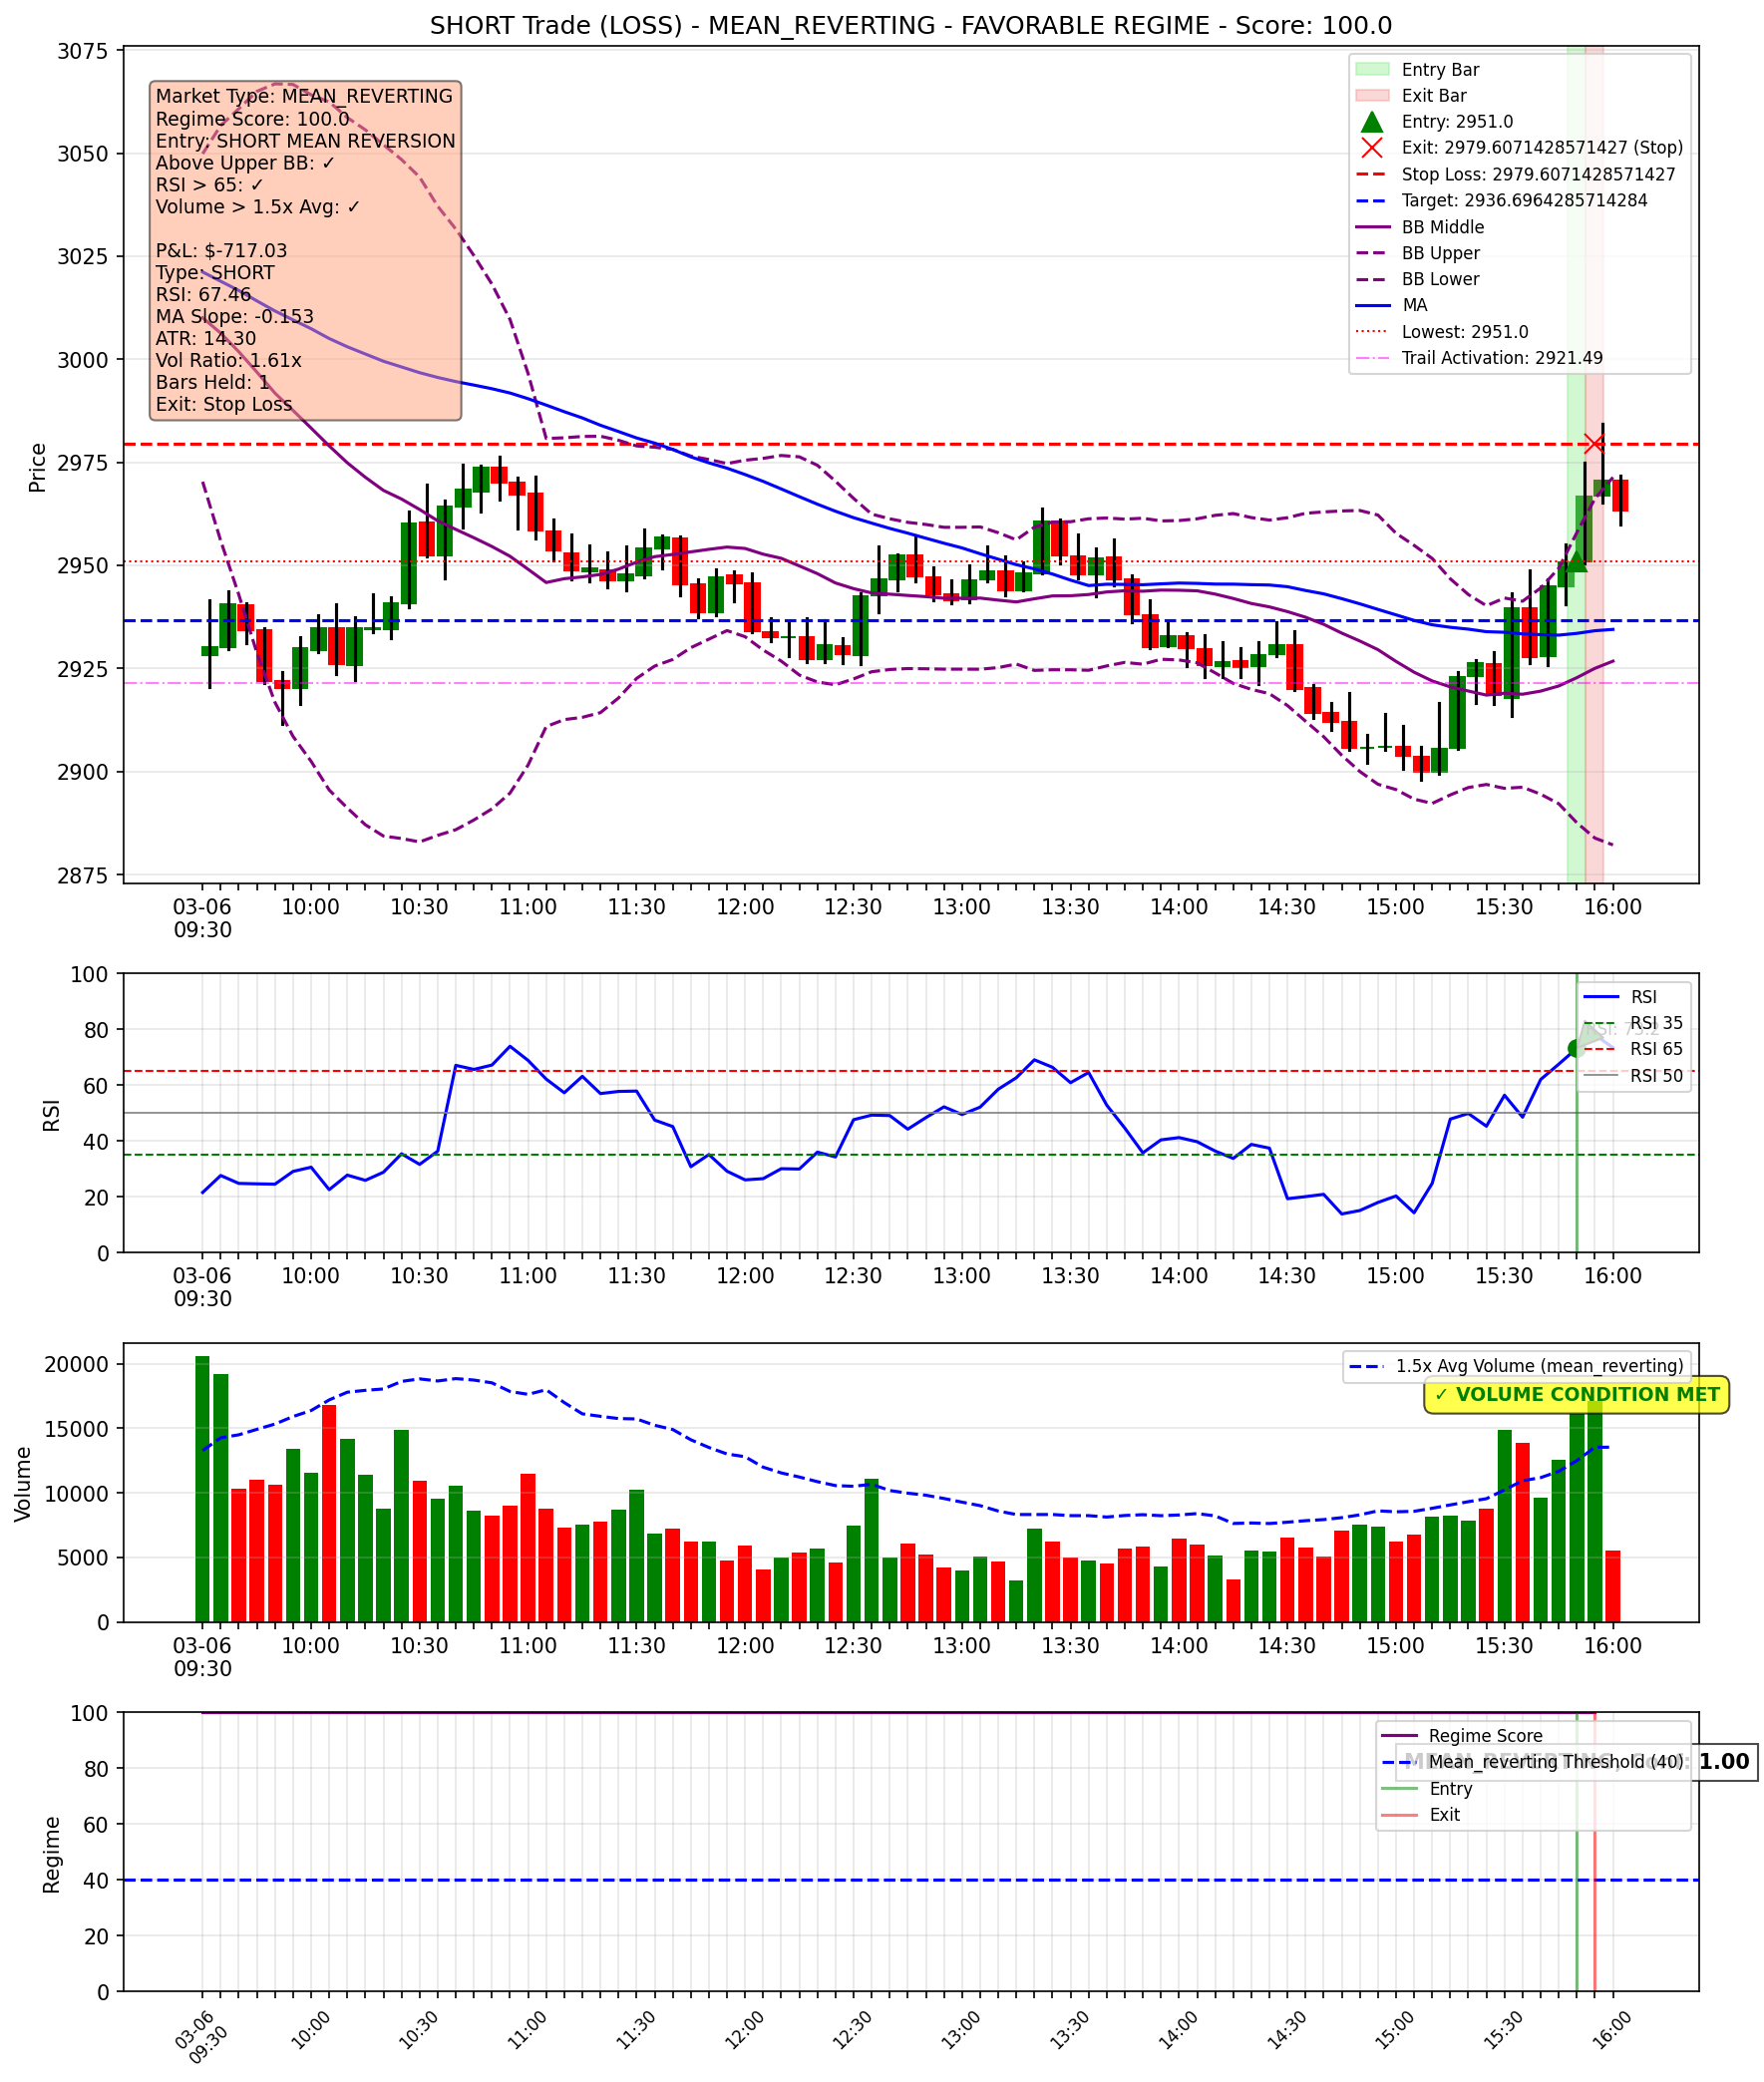 SHORT Trade (LOSS) - MEAN_REVERTING - FAVORABLE REGIME - Score: 100.0
Market Type: MEAN_REVERTING
Regime Score: 100.0
Entry: SHORT MEAN REVERSION
Above Upper BB: ✓
RSI > 65: ✓
Volume > 1.5x Avg: ✓
P&L: $-717.03
Type: SHORT
RSI: 67.46
MA Slope: -0.153
ATR: 14.30
Vol Ratio: 1.61x
Bars Held: 1
Exit: Stop Loss
Entry Bar
Exit Bar
Entry: 2951.0
Exit: 2979.6071428571427 (Stop)
Stop Loss: 2979.6071428571427
Target: 2936.6964285714284
BB Middle
BB Upper
BB Lower
MA
Lowest: 2951.0
Trail Activation: 2921.49
Price
3075
3050
3025
3000
2975
2950
2925
2900
2875
03-06 10:00 10:30 11:00 11:30 12:00 12:30 13:00 13:30 14:00 14:30 15:00 15:30 16:00
09:30
RSI
100
80
60
40
20
0
RSI
RSI 35
RSI 65
RSI 50
03-06 10:00 10:30 11:00 11:30 12:00 12:30 13:00 13:30 14:00 14:30 15:00 15:30 16:00
09:30
Volume
20000
15000
10000
5000
0
1.5x Avg Volume (mean_reverting)
✓ VOLUME CONDITION MET
03-06 10:00 10:30 11:00 11:30 12:00 12:30 13:00 13:30 14:00 14:30 15:00 15:30 16:00
09:30
Regime
100
80
60
40
20
0
Regime Score
Mean_reverting Threshold (40)
1.00
Entry
Exit
03-06 10:00 10:30 11:00 11:30 12:00 12:30 13:00 13:30 14:00 14:30 15:00 15:30 16:00
09:30